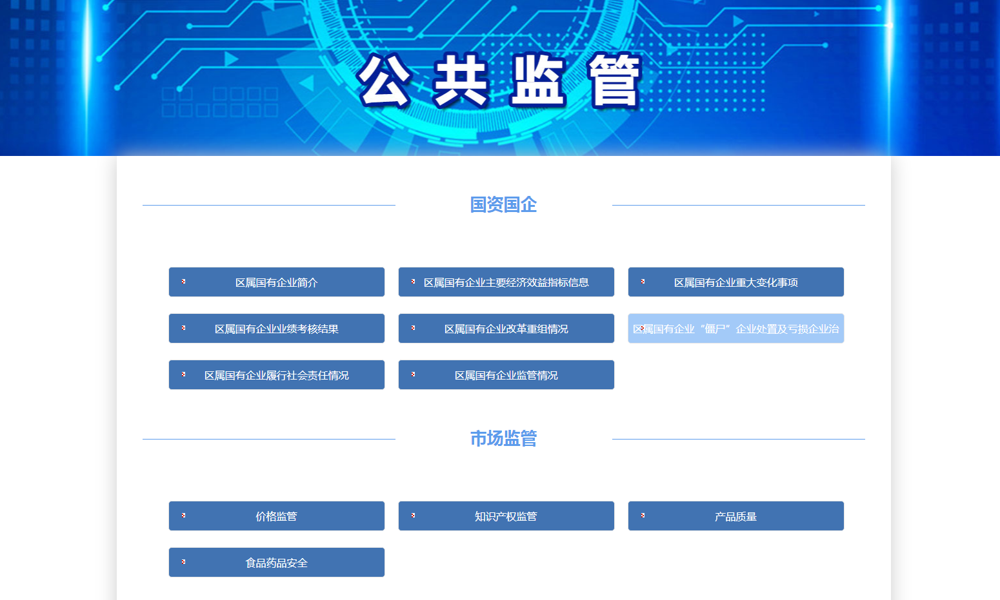 公共监管
国资国企
区属国有企业简介
区属国有企业主要经济效益指标信息
区属国有企业重大变化事项
区属国有企业业绩考核结果
区属国有企业改革重组情况
区属国有企业“僵尸”企业处置及亏损企业治
区属国有企业履行社会责任情况
区属国有企业监管情况
市场监管
价格监管
知识产权监管
产品质量
食品药品安全